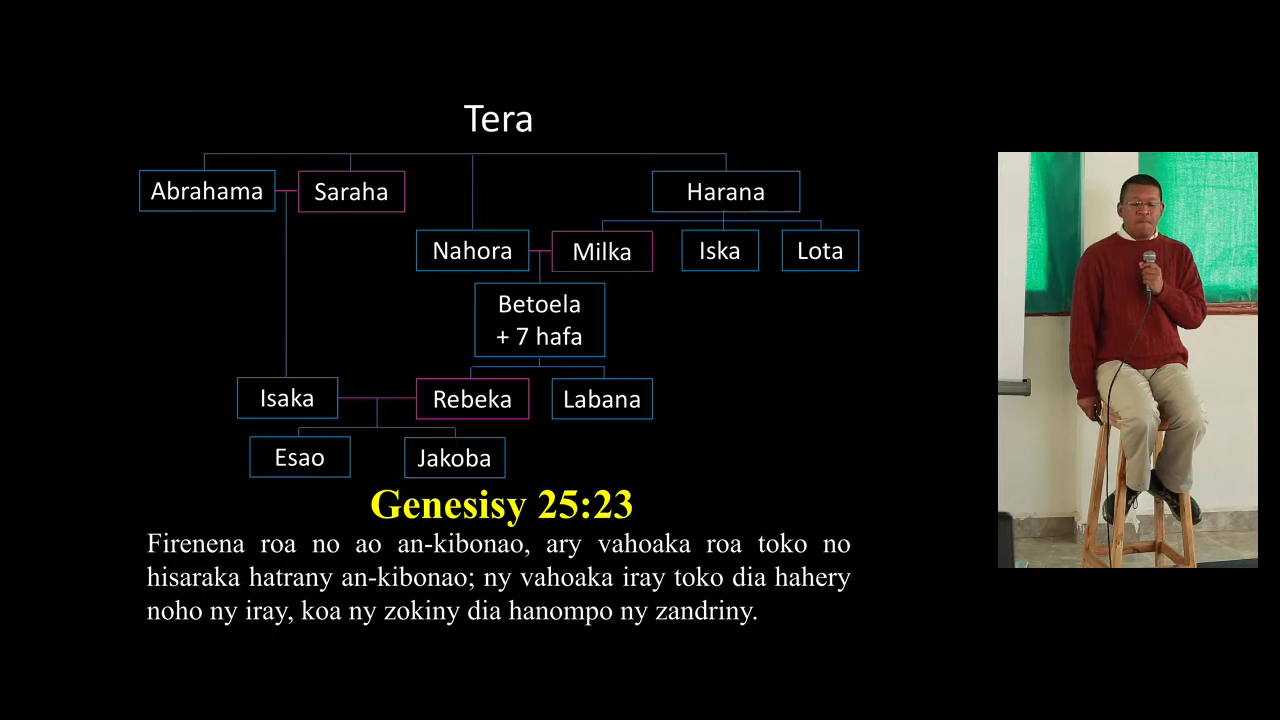 Tera
Abrahama
Saraha
Harana
Nahora
Milka
Iska
Lota
Betoela
+ 7 hafa
Isaka
Rebeka
Labana
Esao
Jakoba
Genesisy 25:23
Firenena roa no ao an-kibonao, ary vahoaka roa toko no
hisaraka hatrany an-kibonao; ny vahoaka iray toko dia hahery
noho ny iray, koa ny zokiny dia hanompo ny zandriny.